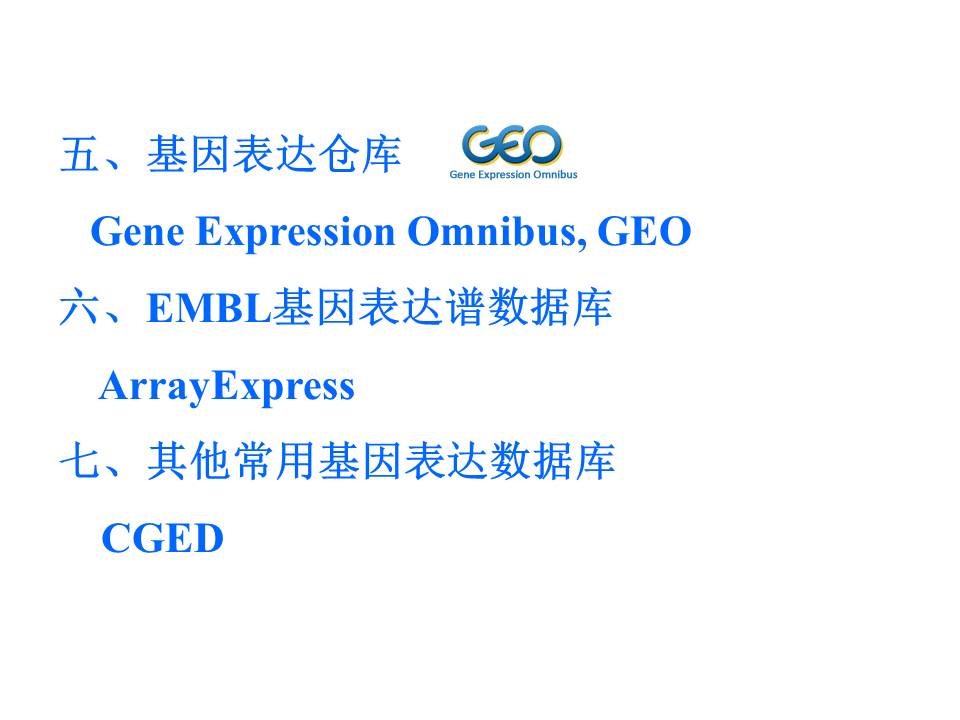 五、基因表达仓库
GEO
Gene Expression Omnibus
Gene Expression Omnibus, GEO
六、EMBL基因表达谱数据库
ArrayExpress
七、其他常用基因表达数据库
CGED